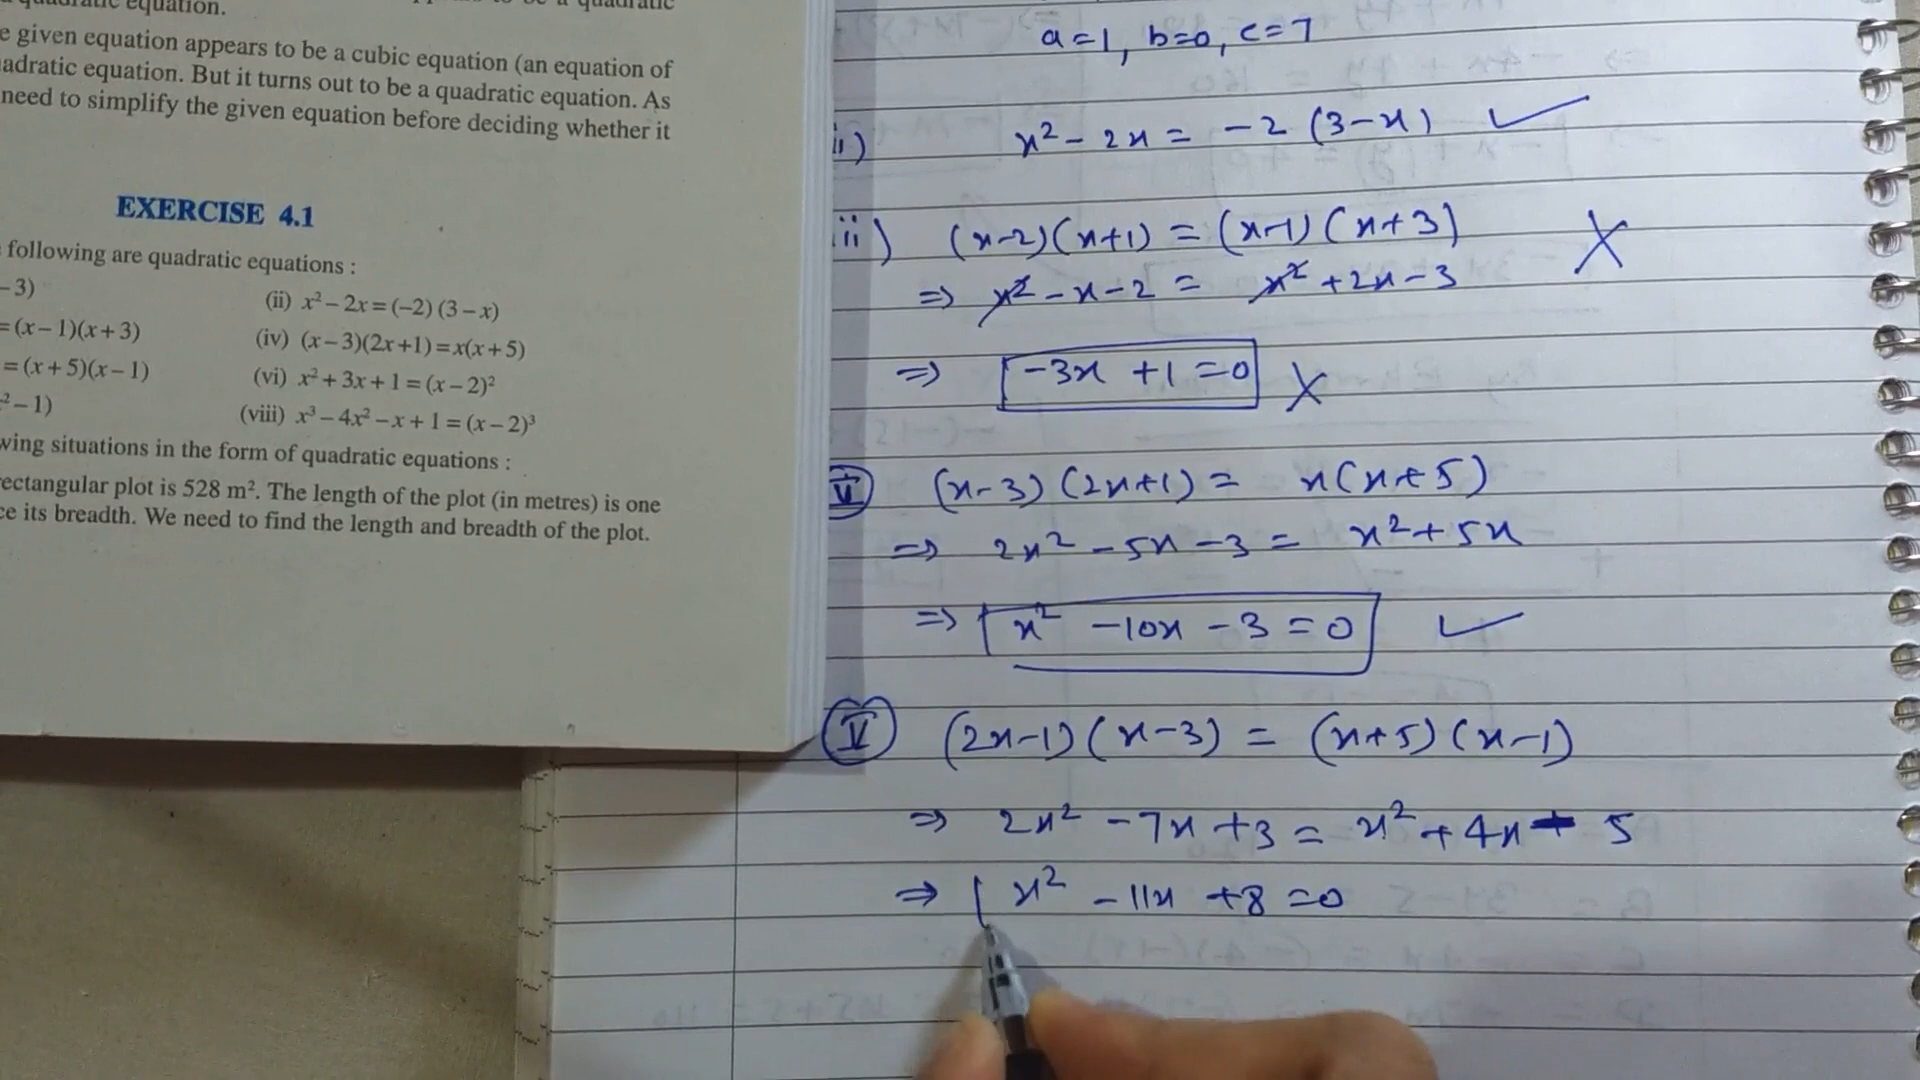 quadratic equation.
e given equation appears to be a cubic equation (an equation of
adratic equation. But it turns out to be a quadratic equation. As
need to simplify the given equation before deciding whether it
EXERCISE 4.1
following are quadratic equations :
–3)
(ii) x² – 2x = (–2) (3 – x)
=(x–1)(x+3)
(iv) (x–3)(2x+1)=x(x+5)
=(x+5)(x–1)
(vi) x² + 3x + 1 = (x – 2)²
²–1)
(viii) x³ – 4x² – x + 1 = (x – 2)³
wing situations in the form of quadratic equations :
rectangular plot is 528 m². The length of the plot (in metres) is one
ce its breadth. We need to find the length and breadth of the plot.
a=1, b=0, c=7
ii) x² - 2x = -2 (3-x) ✓
iii) (x-2)(x+1) = (x-1)(x+3) X
⇒ x² - x - 2 = x² + 2x - 3
⇒ -3x + 1 = 0 X
(x-3)(2x+1) = x(x+5)
⇒ 2x² - 5x - 3 = x² + 5x
⇒ x² - 10x - 3 = 0 ✓
V (2x-1)(x-3) = (x+5)(x-1)
⇒ 2x² - 7x + 3 = x² + 4x - 5
⇒ x² - 11x + 8 = 0